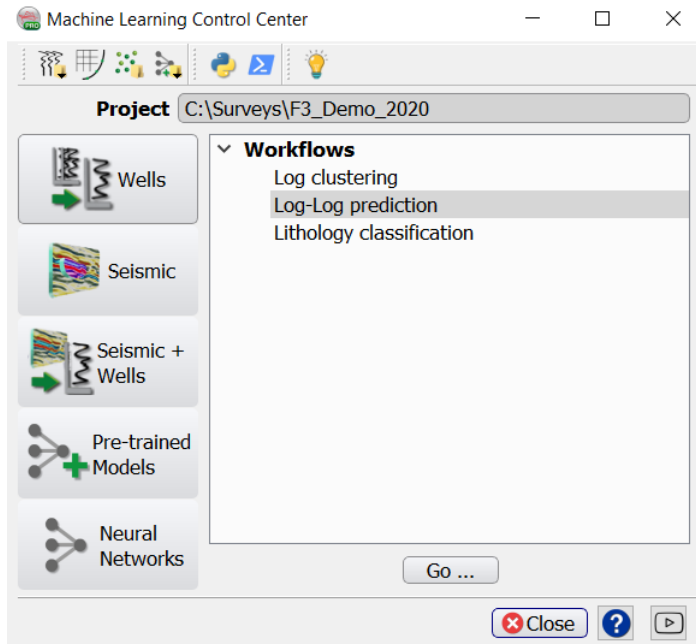 PRO
Machine Learning Control Center
Project C:\Surveys\F3_Demo_2020
Wells
Seismic
Seismic +
Wells
Pre-trained
Models
Neural
Networks
Workflows
Log clustering
Log-Log prediction
Lithology classification
Go ...
Close
?